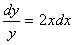 dy/y = 2xdx